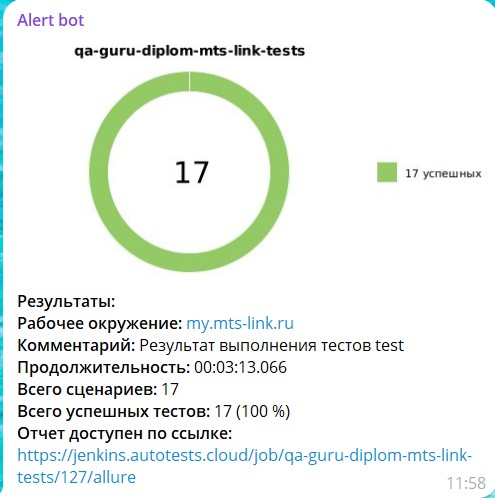 Alert bot
qa-guru-diplom-mts-link-tests
17
17 успешных
Результаты:
Рабочее окружение: my.mts-link.ru
Комментарий: Результат выполнения тестов test
Продолжительность: 00:03:13.066
Всего сценариев: 17
Всего успешных тестов: 17 (100 %)
Отчет доступен по ссылке:
https://jenkins.autotests.cloud/job/qa-guru-diplom-mts-link-
tests/127/allure
11:58